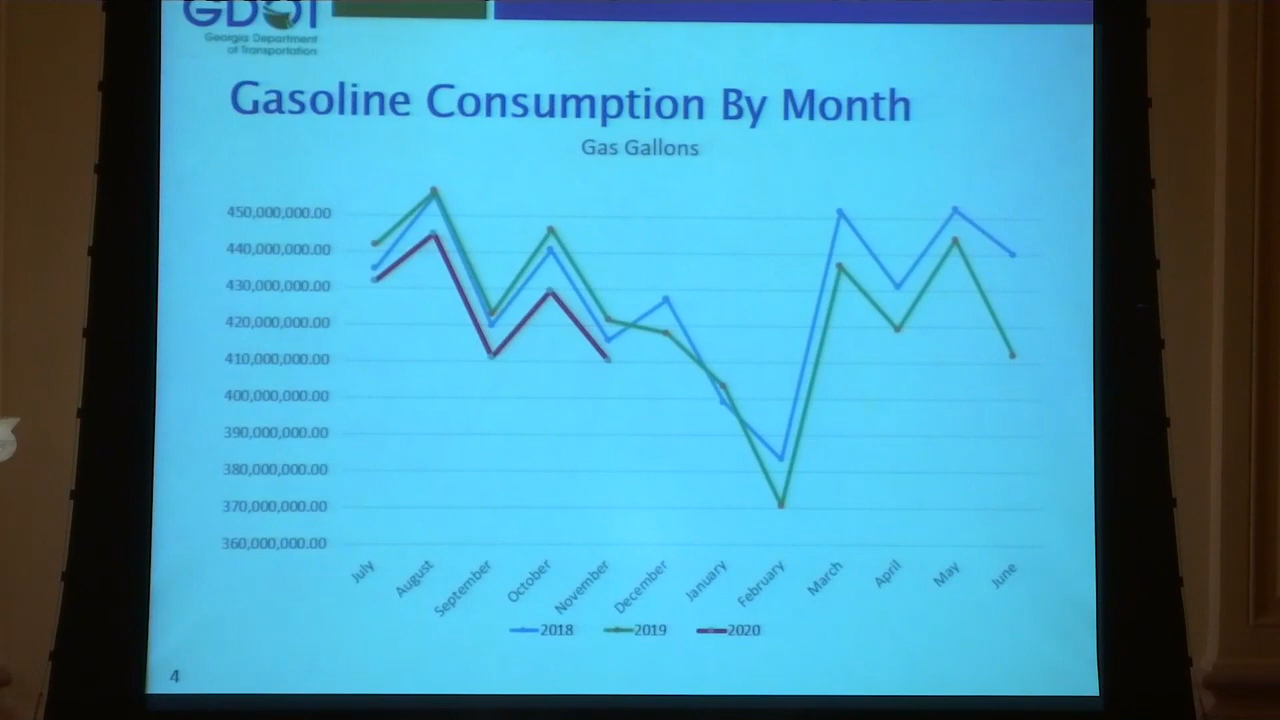 GDOT
Georgia Department
of Transportation
Gasoline Consumption By Month
Gas Gallons
450,000,000.00
440,000,000.00
430,000,000.00
420,000,000.00
410,000,000.00
400,000,000.00
390,000,000.00
380,000,000.00
370,000,000.00
360,000,000.00
July
August
September
October
November
December
January
February
March
April
May
June
2018
2019
2020
4